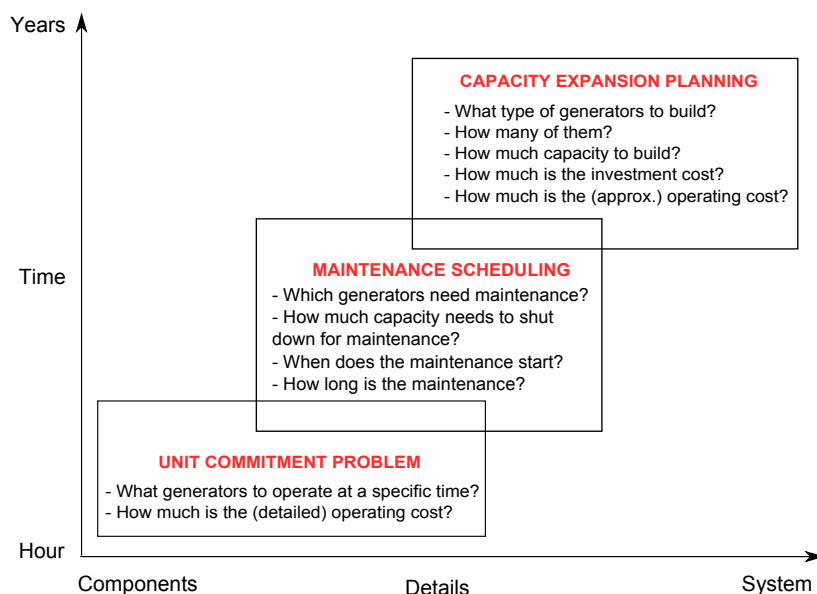 Years
CAPACITY EXPANSION PLANNING
- What type of generators to build?
- How many of them?
- How much capacity to build?
- How much is the investment cost?
- How much is the (approx.) operating cost?
Time
MAINTENANCE SCHEDULING
- Which generators need maintenance?
- How much capacity needs to shut
down for maintenance?
- When does the maintenance start?
- How long is the maintenance?
UNIT COMMITMENT PROBLEM
- What generators to operate at a specific time?
- How much is the (detailed) operating cost?
Hour
Components
Details
System